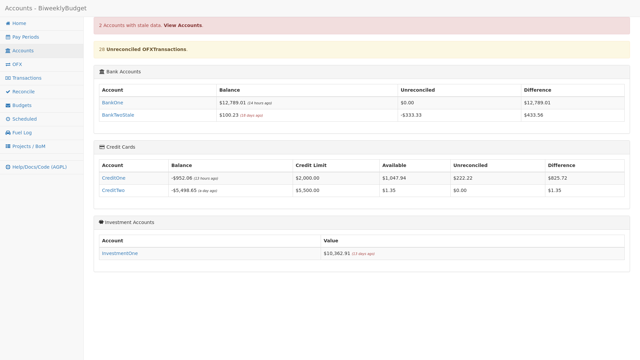 Accounts - BiweeklyBudget
Home
Pay Periods
Accounts
OFX
Transactions
Reconcile
Budgets
Scheduled
Fuel Log
Projects / BoM
Help/Docs/Code (AGPL)
2 Accounts with stale data. View Accounts.
28 Unreconciled OFXTransactions.
Bank Accounts
Account Balance Unreconciled Difference
BankOne $12,789.01 (14 hours ago) $0.00 $12,789.01
BankTwoStale $100.23 (18 days ago) -$333.33 $433.56
Credit Cards
Account Balance Credit Limit Available Unreconciled Difference
CreditOne -$952.06 (13 hours ago) $2,000.00 $1,047.94 $222.22 $825.72
CreditTwo -$5,498.65 (a day ago) $5,500.00 $1.35 $0.00 $1.35
Investment Accounts
Account Value
InvestmentOne $10,362.91 (13 days ago)